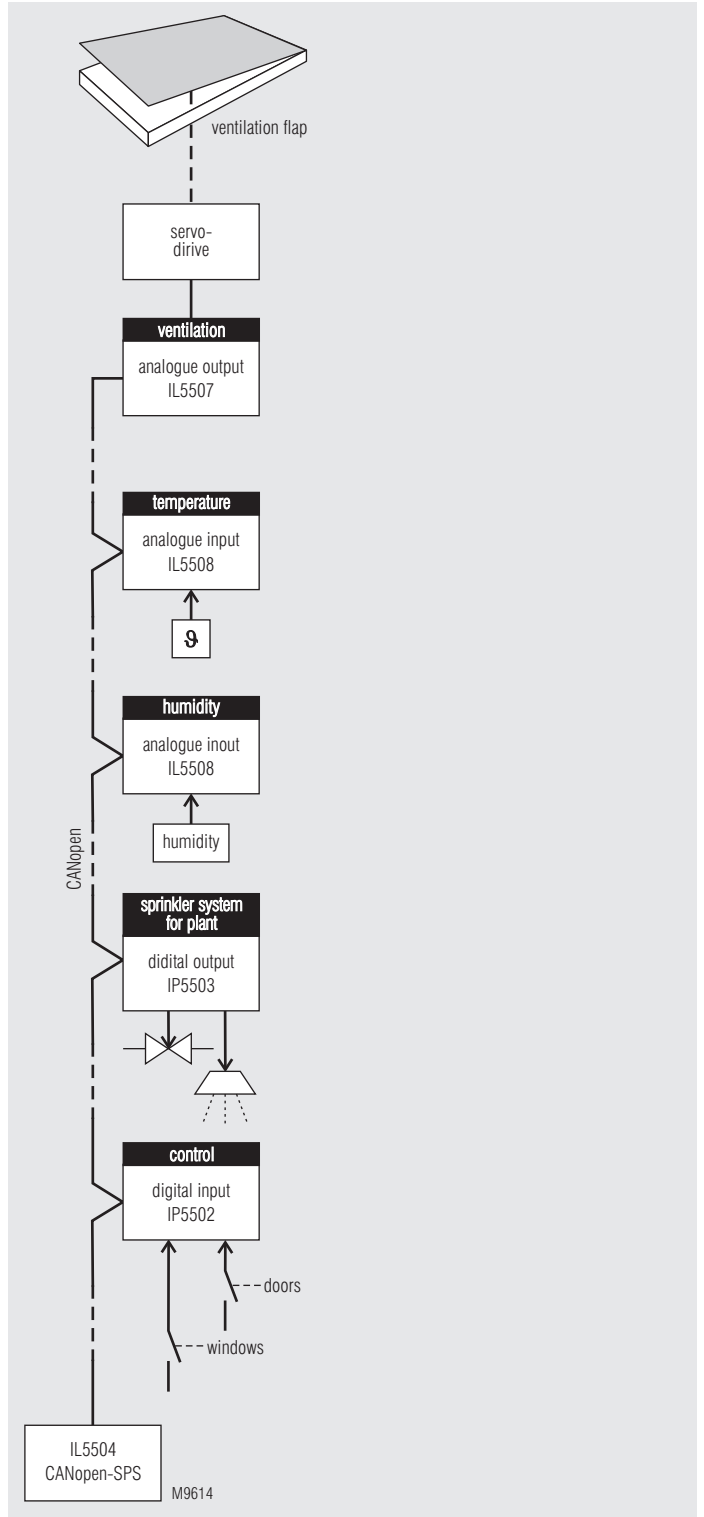 ventilation flap
servo-
dirive
ventilation
analogue output
IL5507
temperature
analogue input
IL5508
ϑ
humidity
analogue inout
IL5508
humidity
CANopen
sprinkler system
for plant
didital output
IP5503
control
digital input
IP5502
doors
windows
IL5504
CANopen-SPS
M9614